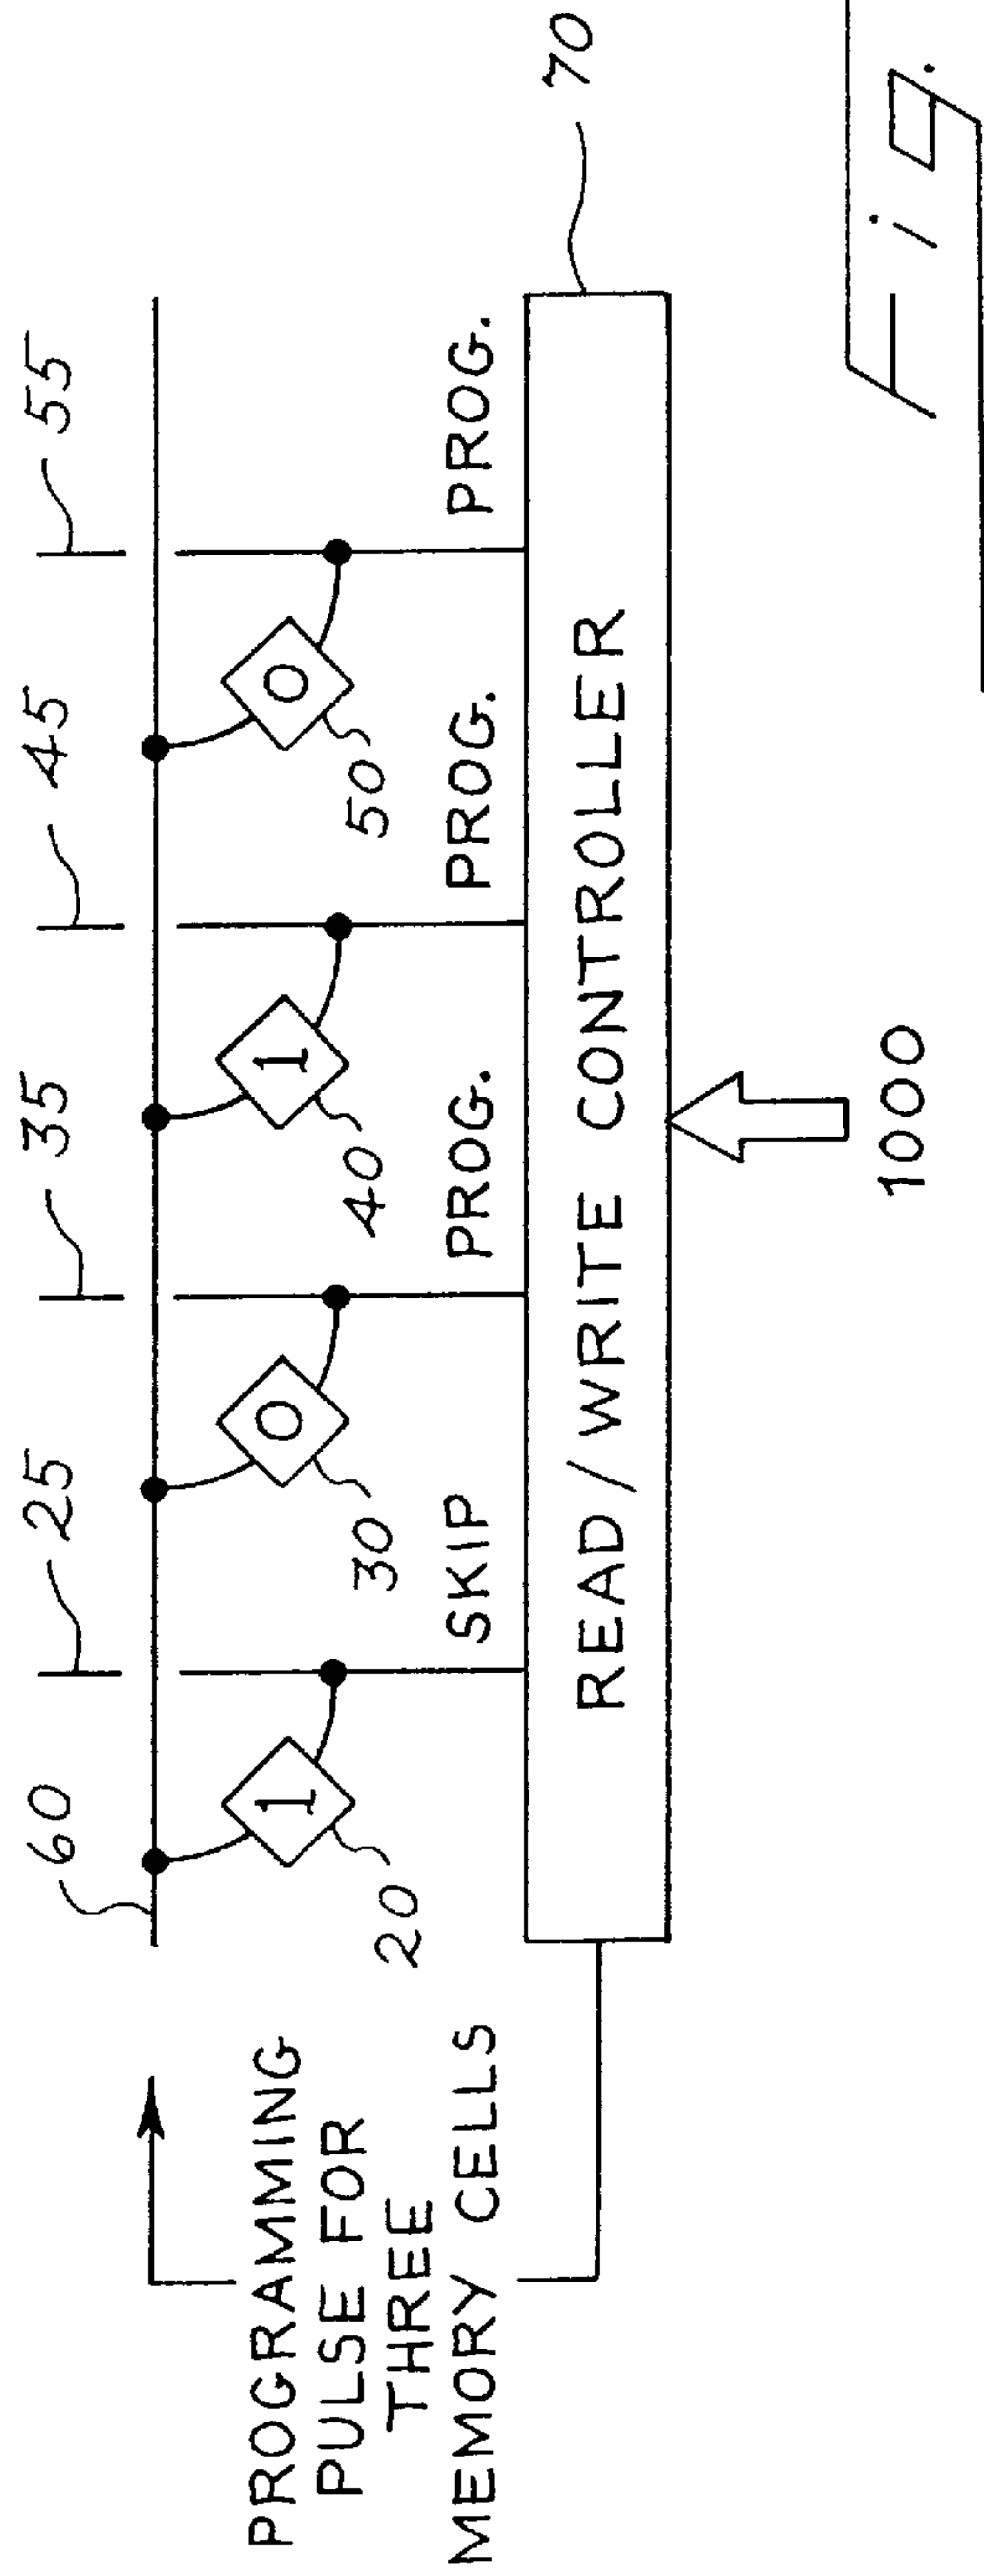 60
25
35
45
55
1
0
1
0
20
30
40
50
PROGRAMMING
PULSE FOR
THREE
MEMORY CELLS
SKIP
PROG.
PROG.
PROG.
READ/WRITE CONTROLLER
70
1000
Fig.